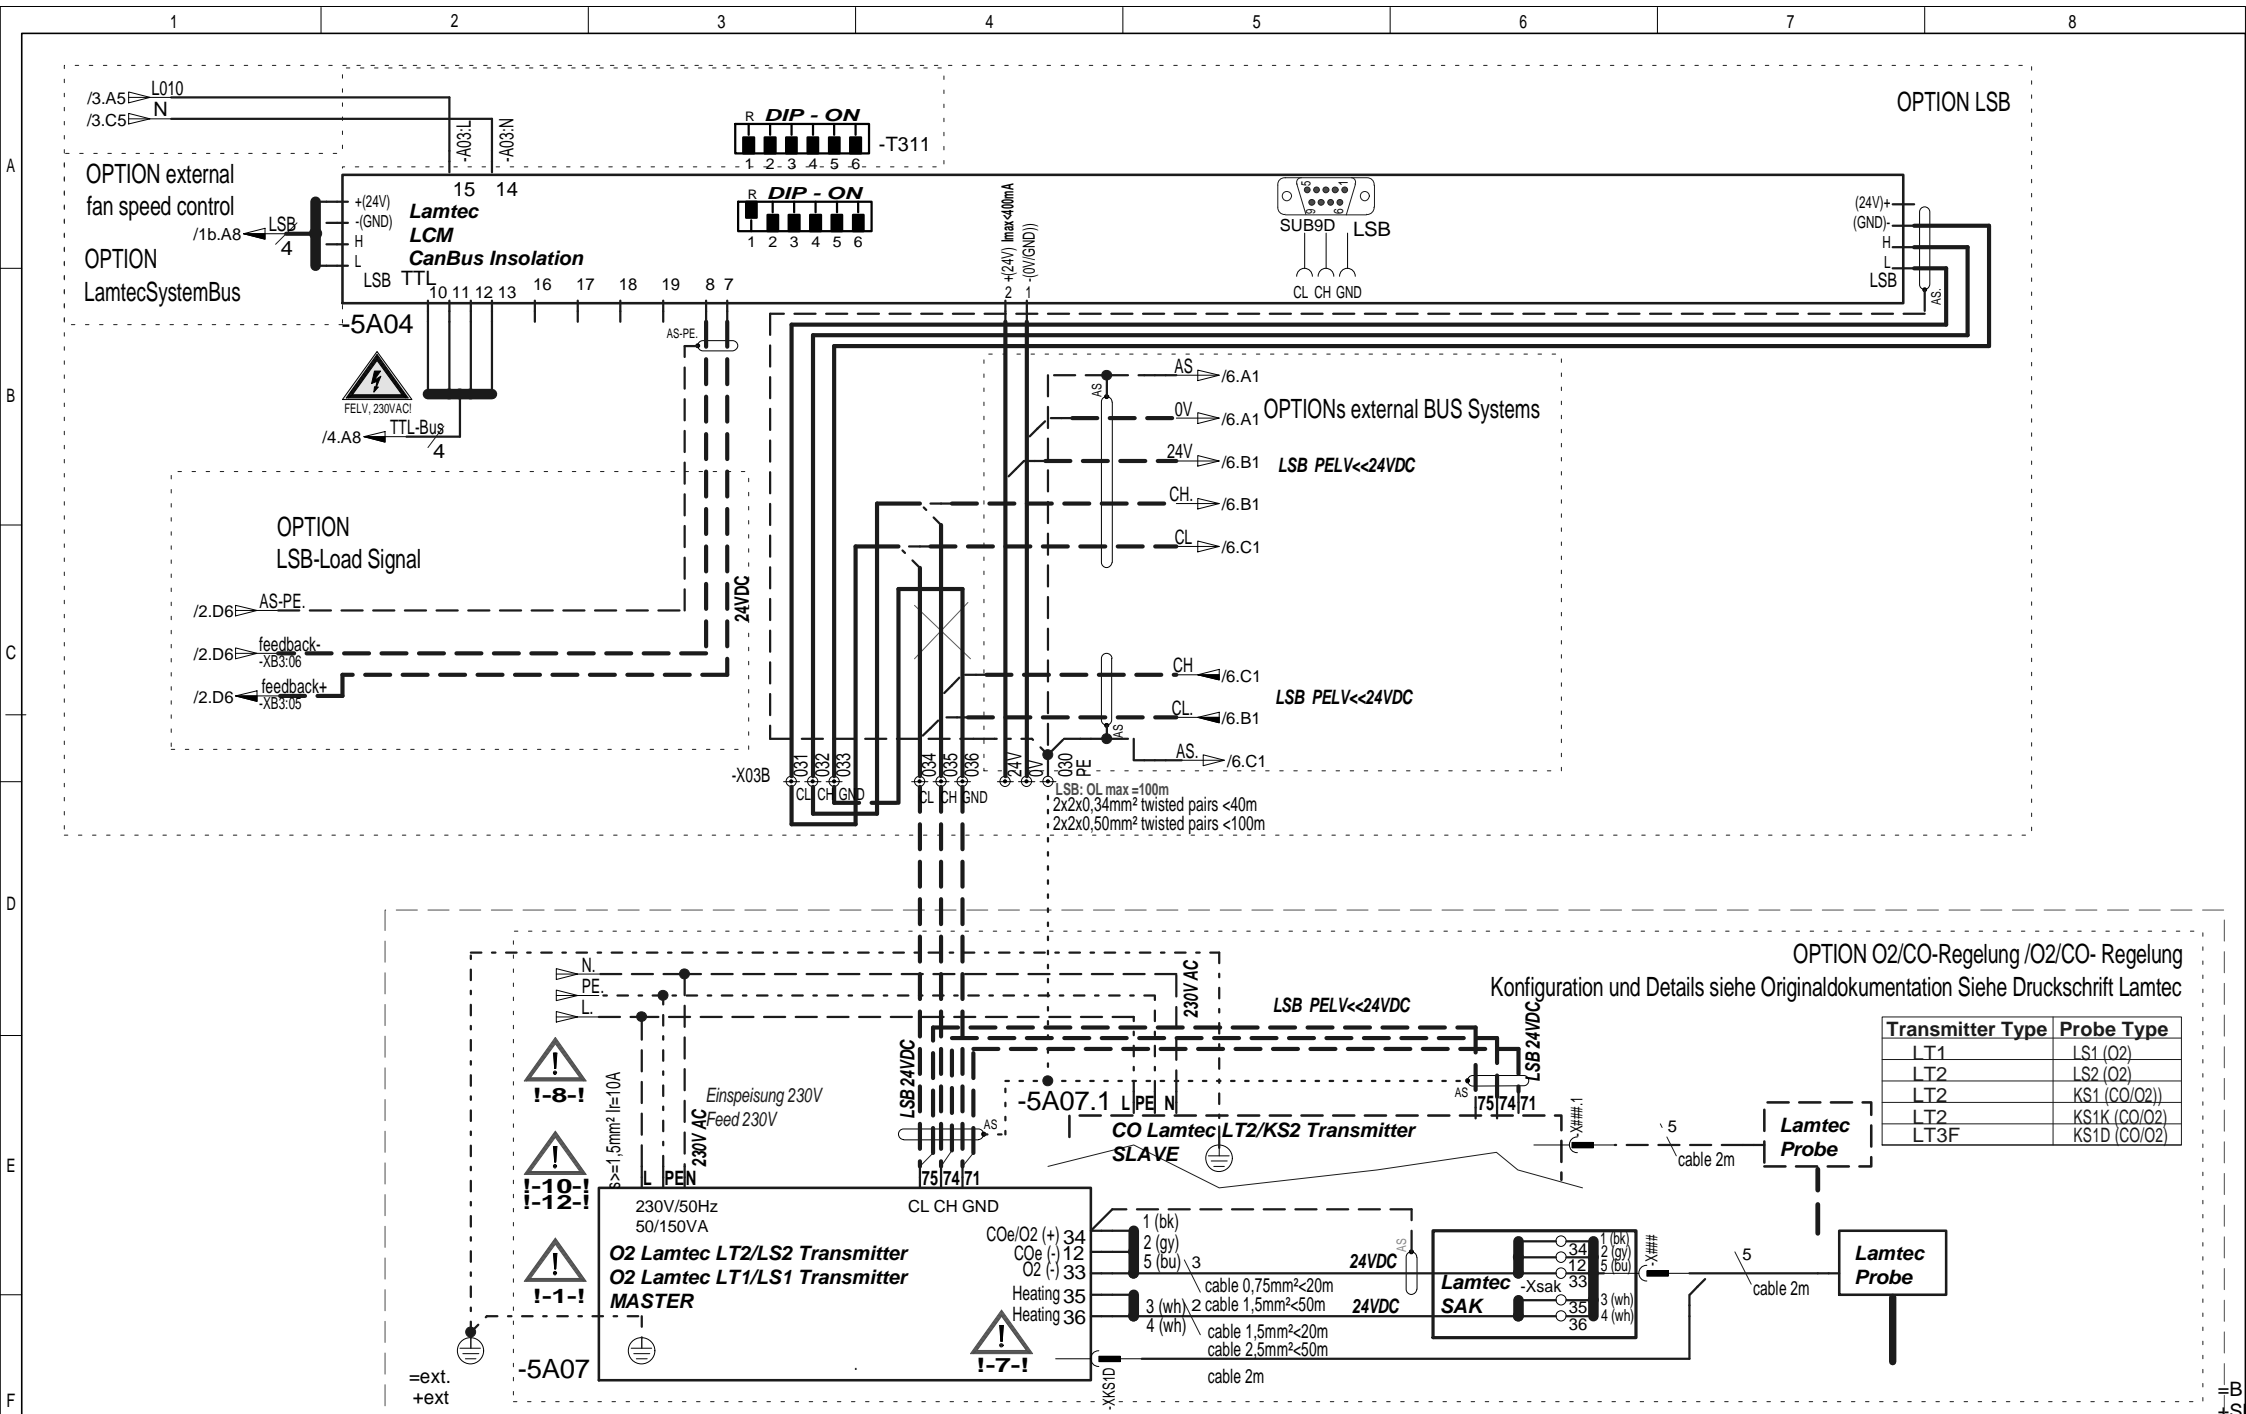 1 2 3 4 5 6 7 8
A
B
C
D
E
F
/3.A5 L010
/3.C5 N
-A03:L
-A03:N
R DIP - ON
1 2 3 4 5 6
-T311
OPTION LSB
OPTION external
fan speed control
/1b.A8 LSB
4
OPTION
LamtecSystemBus
+(24V)
-(GND)
H
L
LSB
15 14
Lamtec
LCM
CanBus Insolation
R DIP - ON
1 2 3 4 5 6
TTL
10 11 12 13 16 17 18 19 8 7
+(24V) Imax<400mA
-(0V/GND))
2 1
5 1
9 6
SUB9D LSB
CL CH GND
(24V)+
(GND)-
H
L
LSB
AS.
-5A04
FELV, 230VAC!
/4.A8 TTL-Bus
4
AS-PE.
24VDC
OPTION
LSB-Load Signal
/2.D6 AS-PE.
/2.D6 feedback-
-XB3:06
/2.D6 feedback+
-XB3:05
AS
AS /6.A1
0V /6.A1
OPTIONs external BUS Systems
24V /6.B1
LSB PELV<<24VDC
CH. /6.B1
CL /6.C1
CH /6.C1
LSB PELV<<24VDC
CL. /6.B1
AS
AS. /6.C1
-X03B
031 032 033 034 035 036 24V 0V 030
PE
CL CH GND CL CH GND
LSB: OL max =100m
2x2x0,34mm² twisted pairs <40m
2x2x0,50mm² twisted pairs <100m
OPTION O2/CO-Regelung /O2/CO- Regelung
Konfiguration und Details siehe Originaldokumentation Siehe Druckschrift Lamtec
N.
PE.
L.
230V AC
LSB PELV<<24VDC
LSB 24VDC
LSB 24VDC
Transmitter Type Probe Type
LT1 LS1 (O2)
LT2 LS2 (O2)
LT2 KS1 (CO/O2))
LT2 KS1K (CO/O2)
LT3F KS1D (CO/O2)
!
!-8-!
!
!-10-!
!-12-!
!
!-1-!
s>=1,5mm² Ir=10A
230V AC
Einspeisung 230V
Feed 230V
AS
-5A07.1
L PE N
AS
75 74 71
CO Lamtec LT2/KS2 Transmitter
SLAVE
-X###.1
5
cable 2m
Lamtec
Probe
L PE N
75 74 71
230V/50Hz
50/150VA
CL CH GND
O2 Lamtec LT2/LS2 Transmitter
O2 Lamtec LT1/LS1 Transmitter
MASTER
COe/O2 (+) 34
COe (-) 12
O2 (-) 33
Heating 35
Heating 36
!
!-7-!
-5A07
1 (bk)
2 (gy)
5 (bu) 3
cable 0,75mm²<20m
cable 1,5mm²<50m
3 (wh) 2
4 (wh)
cable 1,5mm²<20m
cable 2,5mm²<50m
24VDC
24VDC
AS
Lamtec
SAK
-Xsak
34
12
33
35
36
1 (bk)
2 (gy)
5 (bu)
3 (wh)
4 (wh)
-X###
5
cable 2m
Lamtec
Probe
-XKS1D
cable 2m
=ext.
+ext
=B